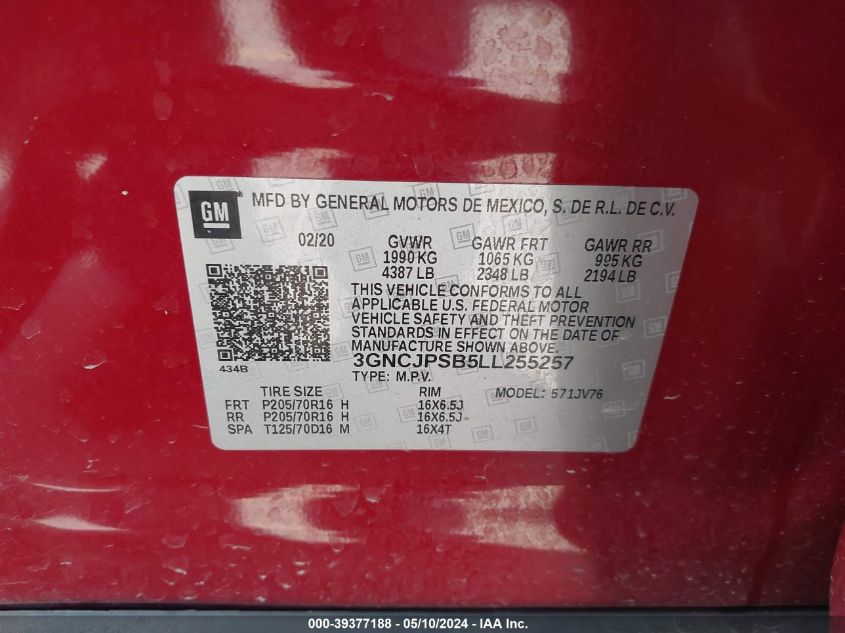 GM MFD BY GENERAL MOTORS DE MEXICO, S. DE R.L. DE C.V.
02/20 GVWR GAWR FRT GAWR RR
1990 KG 1065 KG 995 KG
4387 LB 2348 LB 2194 LB
THIS VEHICLE CONFORMS TO ALL
APPLICABLE U.S. FEDERAL MOTOR
VEHICLE SAFETY AND THEFT PREVENTION
STANDARDS IN EFFECT ON THE DATE OF
MANUFACTURE SHOWN ABOVE.
434B 3GNCJPSB5LL255257
TYPE: M.P.V.
TIRE SIZE RIM MODEL: 571JV76
FRT P205/70R16 H 16X6.5J
RR P205/70R16 H 16X6.5J
SPA T125/70D16 M 16X4T
000-39377188 - 05/10/2024 - IAA, Inc.